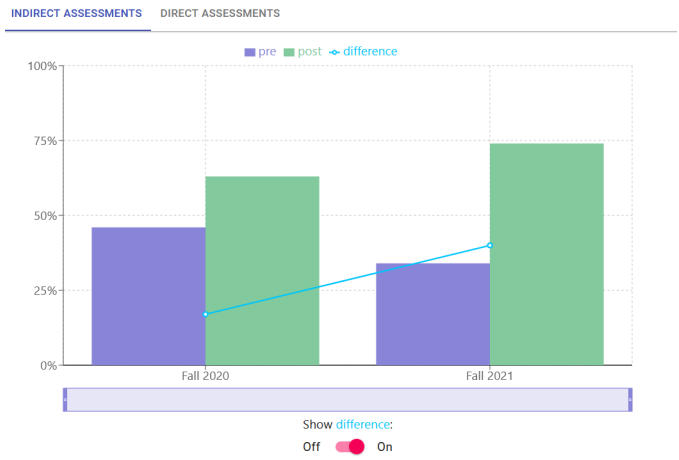 INDIRECT ASSESSMENTS DIRECT ASSESSMENTS
pre post difference
100%
75%
50%
25%
0%
Fall 2020 Fall 2021
Show difference:
Off On